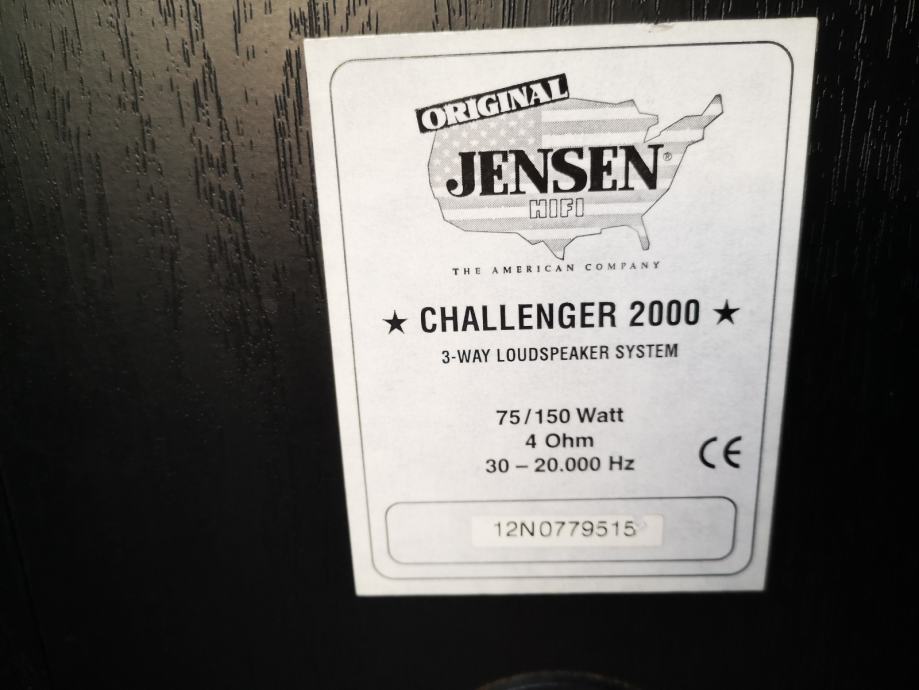 ORIGINAL
JENSEN®
HIFI
THE AMERICAN COMPANY
★ CHALLENGER 2000 ★
3-WAY LOUDSPEAKER SYSTEM
75/150 Watt
4 Ohm
30 – 20.000 Hz
CE
12N0779515